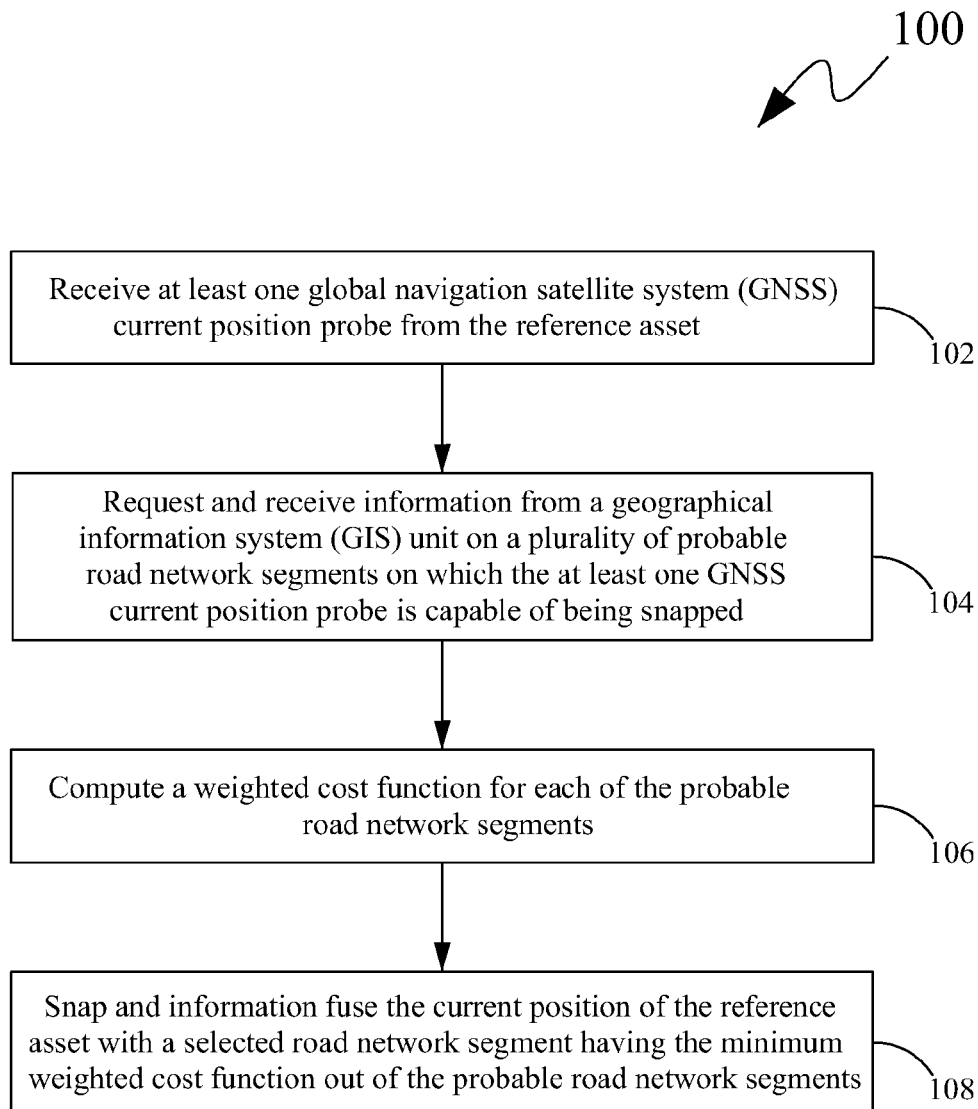 100
Receive at least one global navigation satellite system (GNSS)
current position probe from the reference asset
102
Request and receive information from a geographical
information system (GIS) unit on a plurality of probable
road network segments on which the at least one GNSS
current position probe is capable of being snapped
104
Compute a weighted cost function for each of the probable
road network segments
106
Snap and information fuse the current position of the reference
asset with a selected road network segment having the minimum
weighted cost function out of the probable road network segments
108